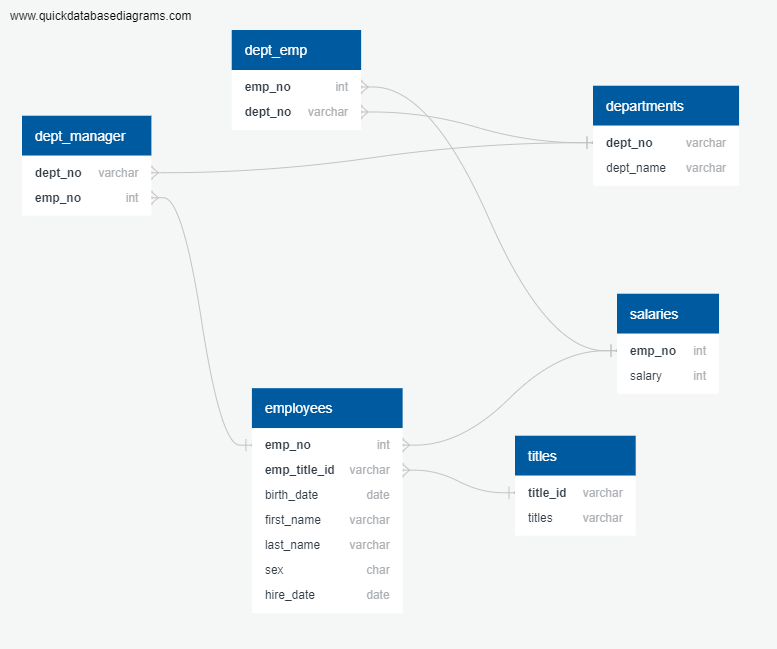 www.quickdatabasediagrams.com
dept_emp
emp_no int
dept_no varchar
departments
dept_no varchar
dept_name varchar
dept_manager
dept_no varchar
emp_no int
salaries
emp_no int
salary int
employees
emp_no int
emp_title_id varchar
birth_date date
first_name varchar
last_name varchar
sex char
hire_date date
titles
title_id varchar
titles varchar